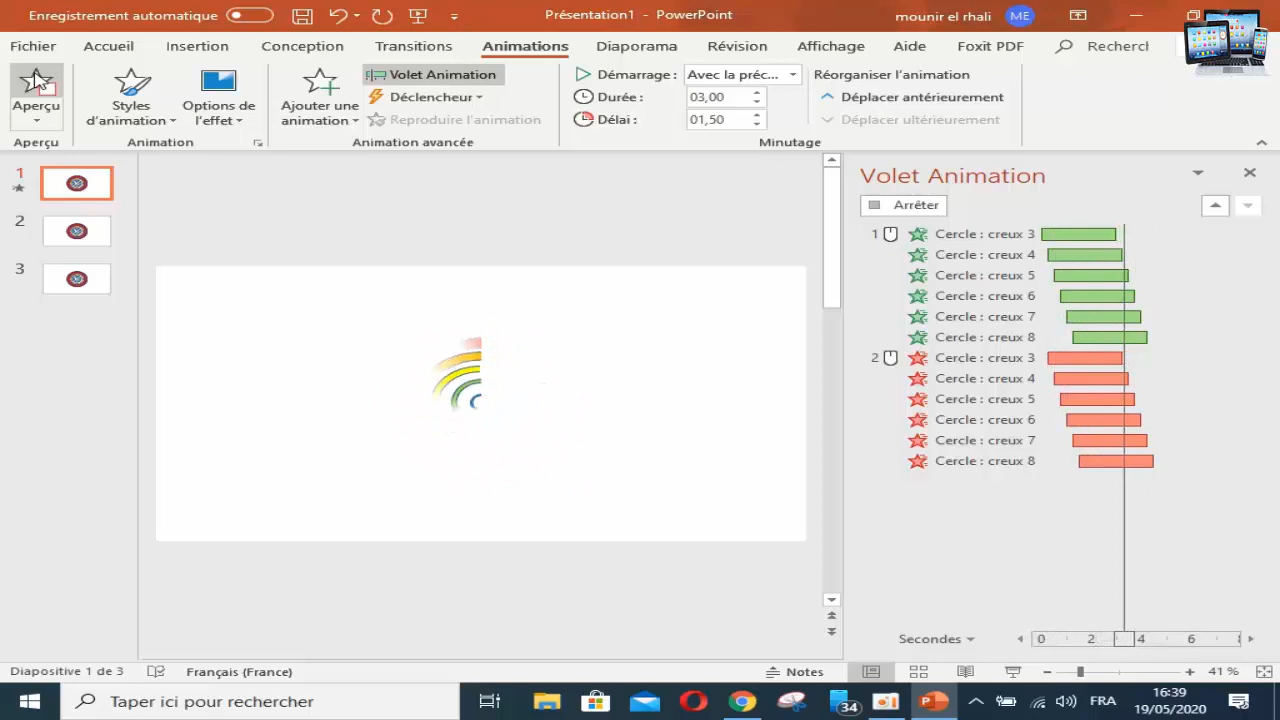 Enregistrement automatique
Présentation1 - PowerPoint
mounir el rhali
ME
Fichier
Accueil
Insertion
Conception
Transitions
Animations
Diaporama
Révision
Affichage
Aide
Foxit PDF
Rechercl
Aperçu
Styles d'animation
Options de l'effet
Ajouter une animation
Volet Animation
Déclencheur
Reproduire l'animation
Démarrage : Avec la préc...
Durée : 03,00
Délai : 01,50
Réorganiser l'animation
Déplacer antérieurement
Déplacer ultérieurement
Aperçu
Animation
Animation avancée
Minutage
1
2
3
Volet Animation
Arrêter
1 Cercle : creux 3
Cercle : creux 4
Cercle : creux 5
Cercle : creux 6
Cercle : creux 7
Cercle : creux 8
2 Cercle : creux 3
Cercle : creux 4
Cercle : creux 5
Cercle : creux 6
Cercle : creux 7
Cercle : creux 8
Secondes
0 2 4 6
Diapositive 1 de 3
Français (France)
Notes
41 %
Taper ici pour rechercher
34
FRA
16:39
19/05/2020